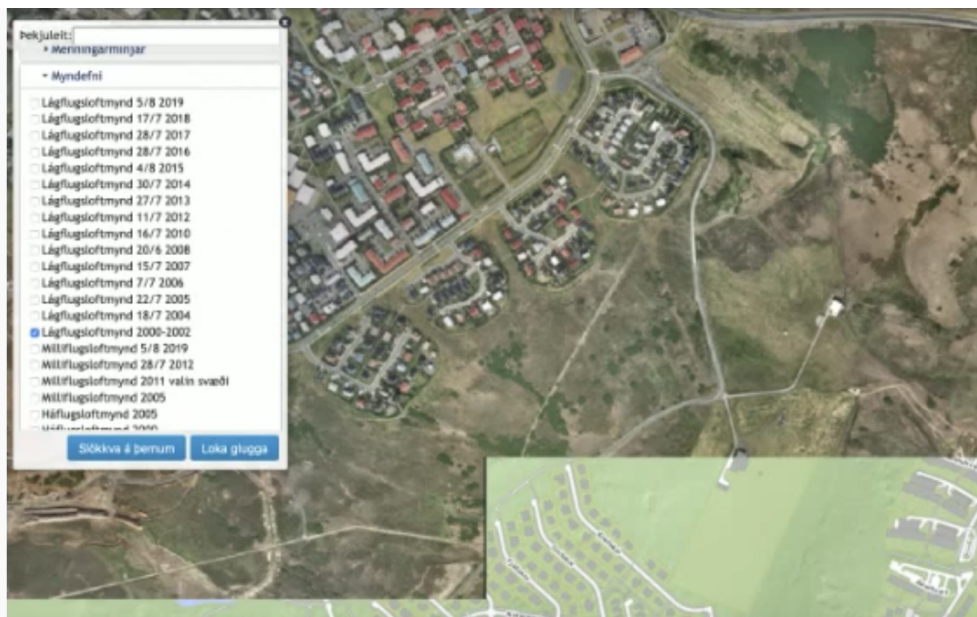 Þekjuleit:
Menningarminjar
Myndefni
Lágflugsloftmynd 5/8 2019
Lágflugsloftmynd 17/7 2018
Lágflugsloftmynd 28/7 2017
Lágflugsloftmynd 28/7 2016
Lágflugsloftmynd 4/8 2015
Lágflugsloftmynd 30/7 2014
Lágflugsloftmynd 27/7 2013
Lágflugsloftmynd 11/7 2012
Lágflugsloftmynd 16/7 2010
Lágflugsloftmynd 20/6 2008
Lágflugsloftmynd 15/7 2007
Lágflugsloftmynd 7/7 2006
Lágflugsloftmynd 22/7 2005
Lágflugsloftmynd 18/7 2004
Lágflugsloftmynd 2000-2002
Milliflugsloftmynd 5/8 2019
Milliflugsloftmynd 28/7 2012
Milliflugsloftmynd 2011 valin svæði
Milliflugsloftmynd 2005
Háflugsloftmynd 2005
Slökkva á þernum
Loka glugga